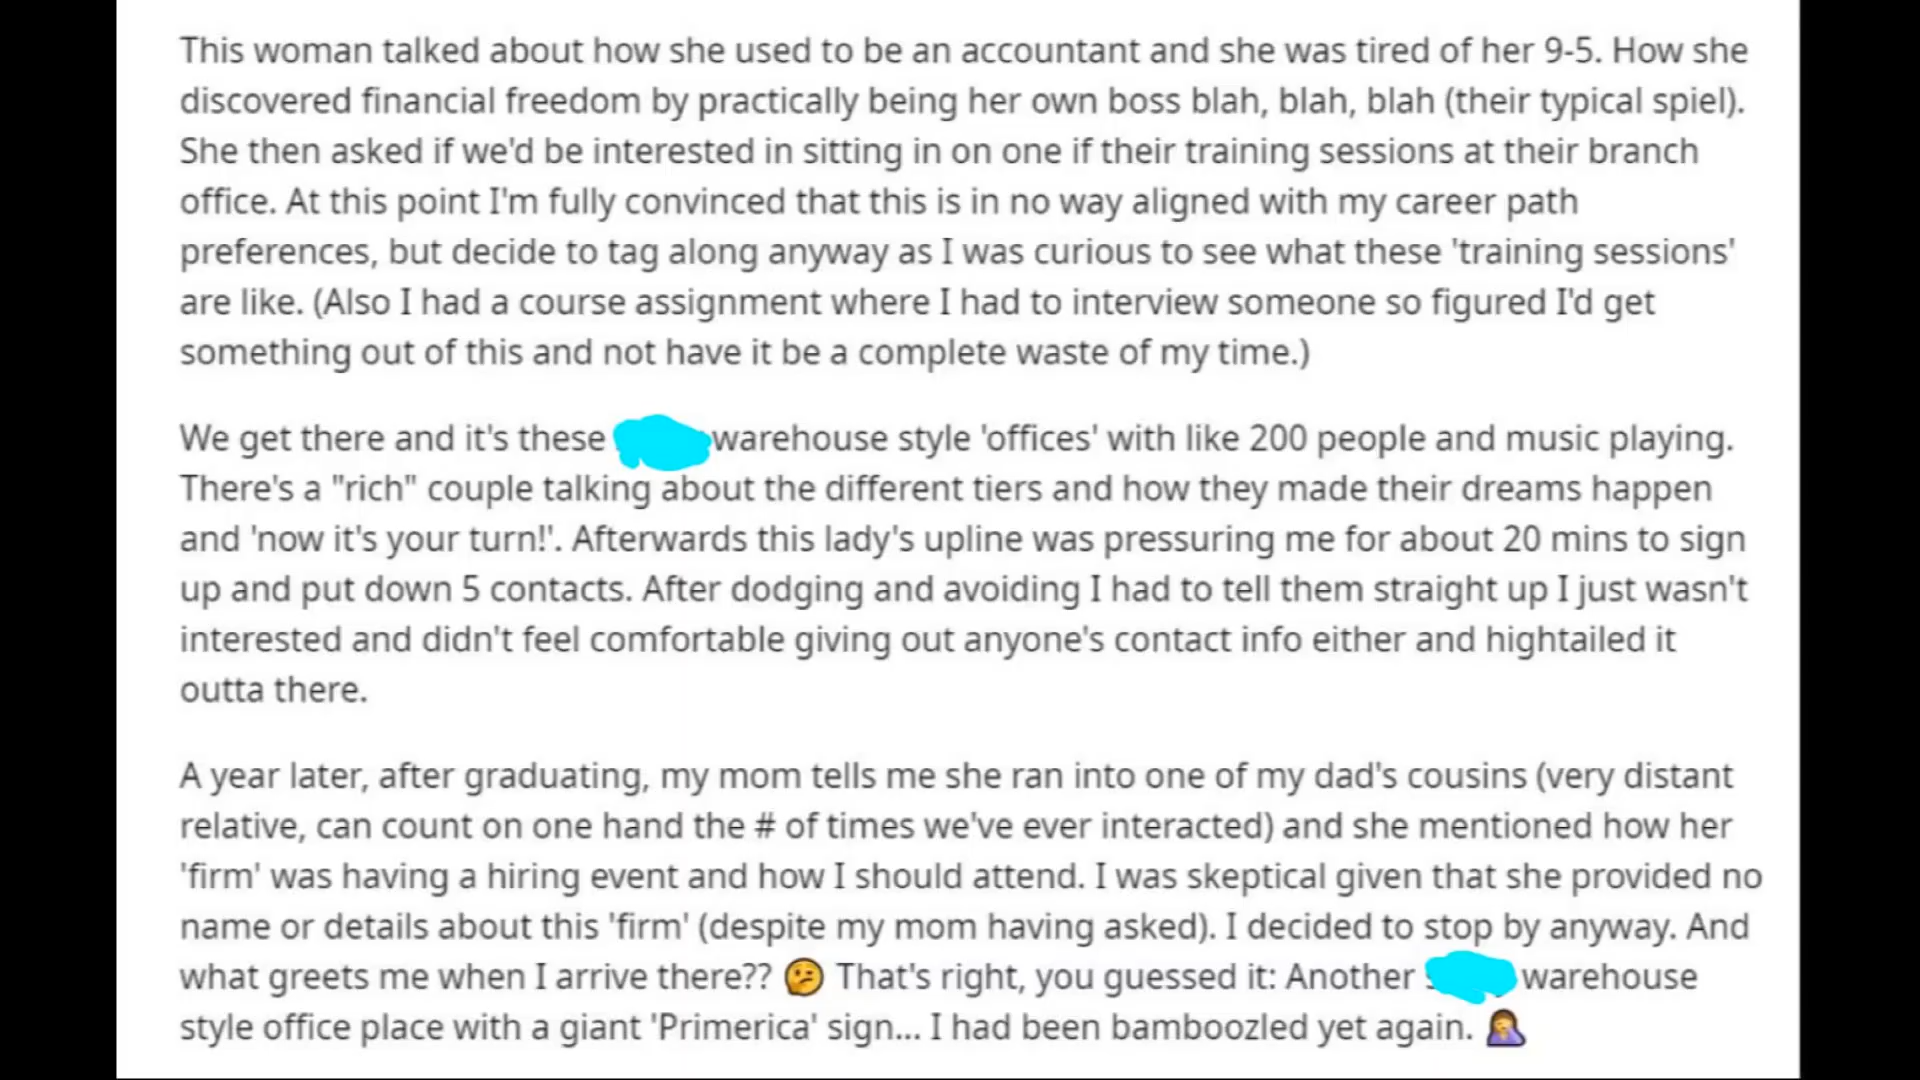 This woman talked about how she used to be an accountant and she was tired of her 9-5. How she
discovered financial freedom by practically being her own boss blah, blah, blah (their typical spiel).
She then asked if we'd be interested in sitting in on one if their training sessions at their branch
office. At this point I'm fully convinced that this is in no way aligned with my career path
preferences, but decide to tag along anyway as I was curious to see what these 'training sessions'
are like. (Also I had a course assignment where I had to interview someone so figured I'd get
something out of this and not have it be a complete waste of my time.)
We get there and it's these warehouse style 'offices' with like 200 people and music playing.
There's a "rich" couple talking about the different tiers and how they made their dreams happen
and 'now it's your turn!'. Afterwards this lady's upline was pressuring me for about 20 mins to sign
up and put down 5 contacts. After dodging and avoiding I had to tell them straight up I just wasn't
interested and didn't feel comfortable giving out anyone's contact info either and hightailed it
outta there.
A year later, after graduating, my mom tells me she ran into one of my dad's cousins (very distant
relative, can count on one hand the # of times we've ever interacted) and she mentioned how her
'firm' was having a hiring event and how I should attend. I was skeptical given that she provided no
name or details about this 'firm' (despite my mom having asked). I decided to stop by anyway. And
what greets me when I arrive there?? 🤔 That's right, you guessed it: Another warehouse
style office place with a giant 'Primerica' sign... I had been bamboozled yet again. 🤦‍♀️